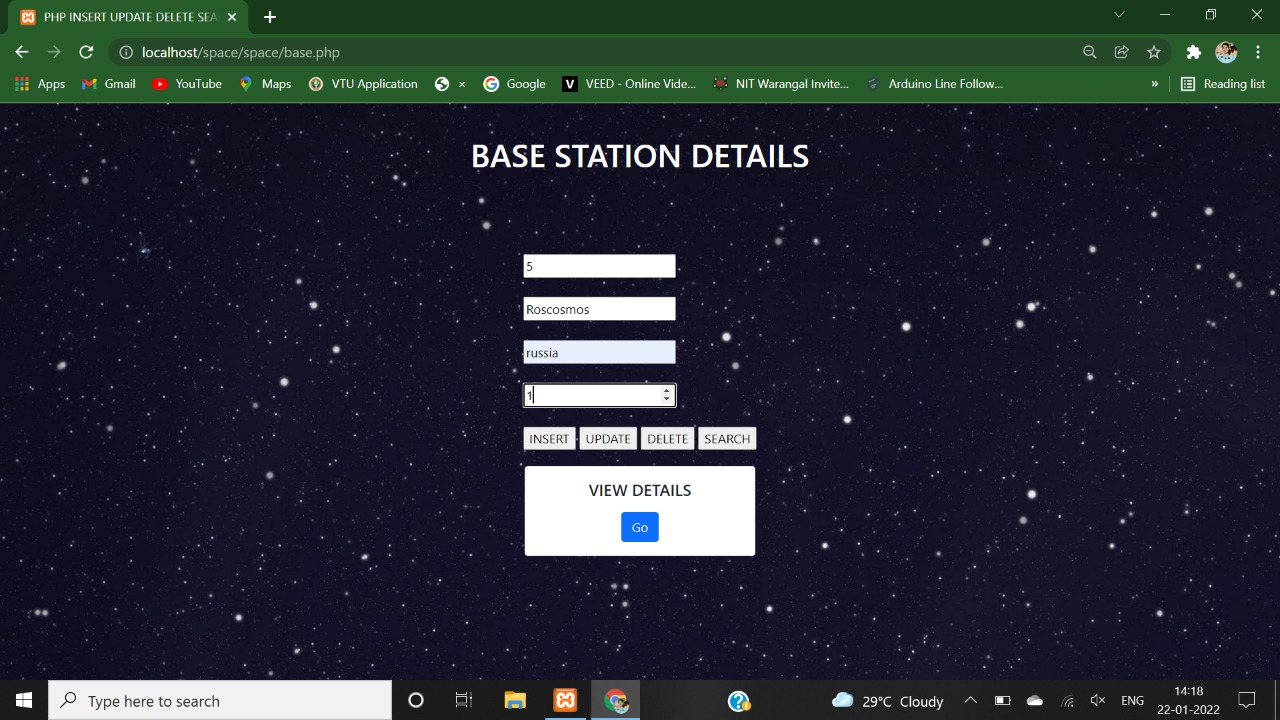 PHP INSERT UPDATE DELETE SEA
localhost/space/space/base.php
Apps Gmail YouTube Maps VTU Application Google VEED - Online Vide... NIT Warangal Invite... Arduino Line Follow... » Reading list
BASE STATION DETAILS
5
Roscosmos
russia
1
INSERT UPDATE DELETE SEARCH
VIEW DETAILS
Go
Type here to search
29°C Cloudy
ENG
14:18
22-01-2022